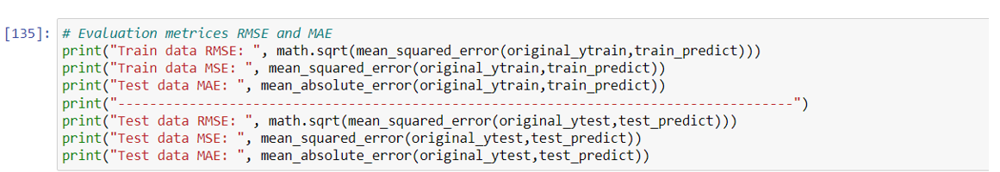 [135]: # Evaluation metrices RMSE and MAE
print("Train data RMSE: ", math.sqrt(mean_squared_error(original_ytrain,train_predict)))
print("Train data MSE: ", mean_squared_error(original_ytrain,train_predict))
print("Test data MAE: ", mean_absolute_error(original_ytrain,train_predict))
print("-------------------------------------------------------------------------------------")
print("Test data RMSE: ", math.sqrt(mean_squared_error(original_ytest,test_predict)))
print("Test data MSE: ", mean_squared_error(original_ytest,test_predict))
print("Test data MAE: ", mean_absolute_error(original_ytest,test_predict))